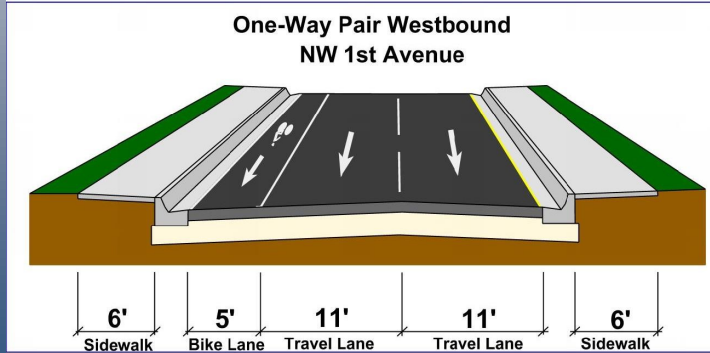 One-Way Pair Westbound
NW 1st Avenue
6' 5' 11' 11' 6'
Sidewalk Bike Lane Travel Lane Travel Lane Sidewalk